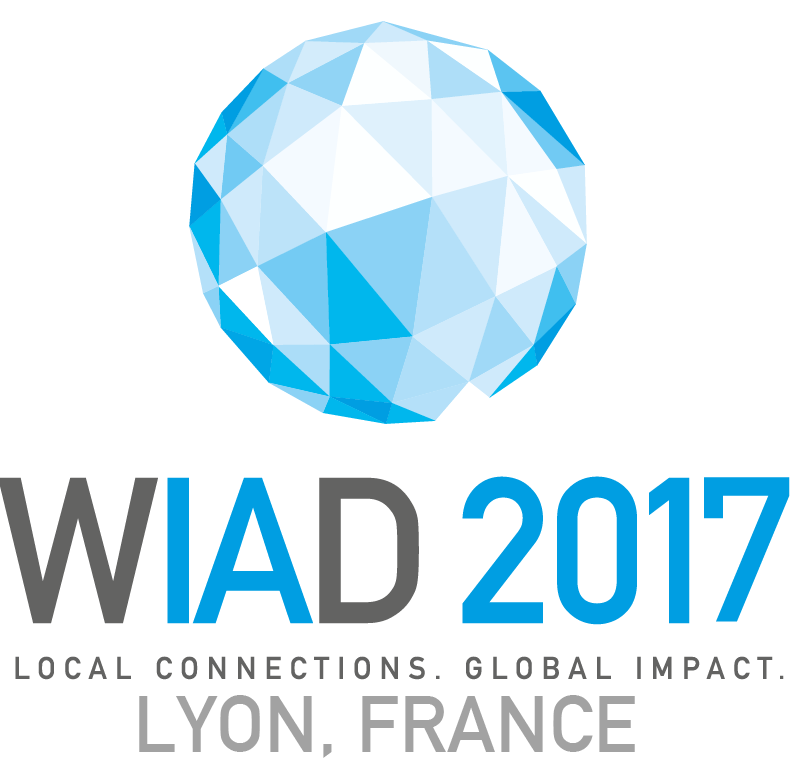 WIAD 2017
LOCAL CONNECTIONS. GLOBAL IMPACT.
LYON, FRANCE